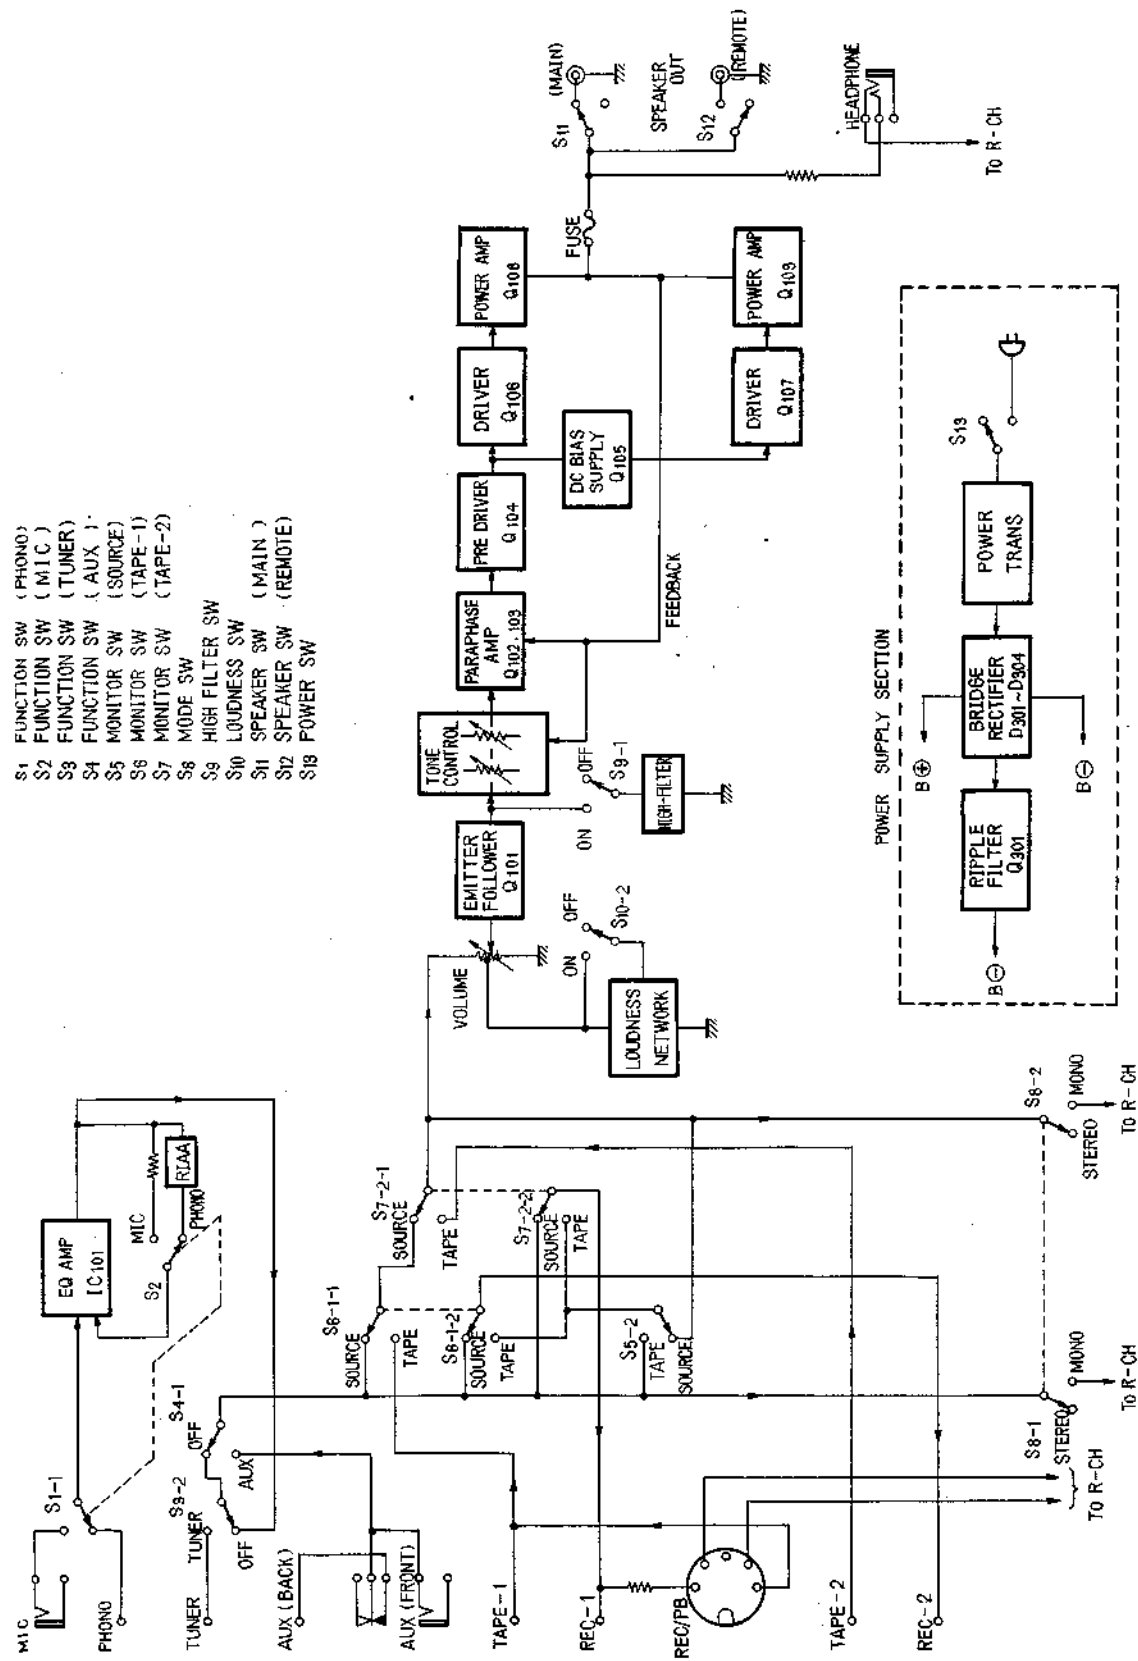 S1 FUNCTION SW (PHONO)
S2 FUNCTION SW (MIC)
S3 FUNCTION SW (TUNER)
S4 FUNCTION SW (AUX)
S5 MONITOR SW (SOURCE)
S6 MONITOR SW (TAPE-1)
S7 MONITOR SW (TAPE-2)
S8 MODE SW
S9 HIGH FILTER SW
S10 LOUDNESS SW
S11 SPEAKER SW (MAIN)
S12 SPEAKER SW (REMOTE)
S13 POWER SW
MIC
PHONO
TUNER
AUX (BACK)
AUX (FRONT)
TAPE-1
REC-1
REC/PB
TAPE-2
REC-2
S1-1
TUNER
S3-2
OFF
S4-1
OFF
AUX
EQ AMP
IC101
S2
MIC
PHONO
RIAA
S6-1-1
SOURCE
TAPE
S6-1-2
SOURCE
TAPE
S7-2-1
SOURCE
TAPE
S7-2-2
SOURCE
TAPE
S5-2
TAPE
SOURCE
S8-1
STEREO
MONO
TO R-CH
TO R-CH
S8-2
STEREO
MONO
TO R-CH
VOLUME
LOUDNESS
NETWORK
ON
OFF
S10-2
EMITTER
FOLLOWER
Q101
ON
OFF
S9-1
HIGH-FILTER
TONE
CONTROL
PARAPHASE
AMP
Q102, 103
FEEDBACK
PRE DRIVER
Q104
DC BIAS
SUPPLY
Q105
DRIVER
Q106
DRIVER
Q107
POWER AMP
Q108
POWER AMP
Q109
FUSE
S11
(MAIN)
SPEAKER
OUT
S12
(REMOTE)
HEADPHONE
TO R-CH
POWER SUPPLY SECTION
B⊖
RIPPLE
FILTER
Q301
B⊕
BRIDGE
RECTIFIER
D301~D304
B⊖
POWER
TRANS
S13